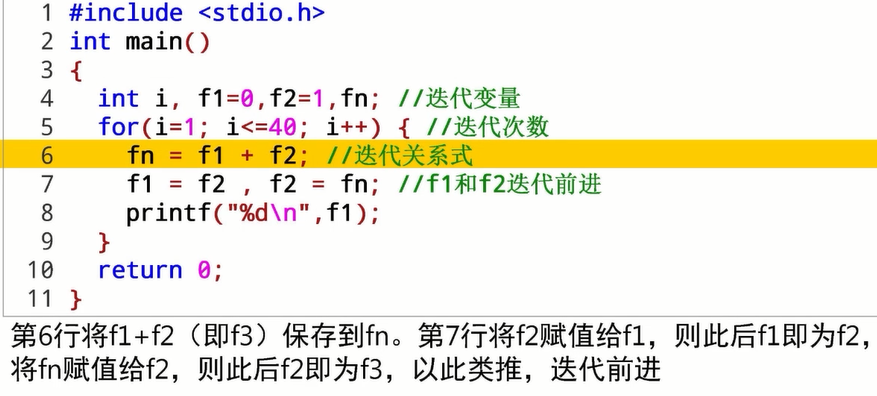 1 #include <stdio.h>
2 int main()
3 {
4   int i, f1=0,f2=1,fn; //迭代变量
5   for(i=1; i<=40; i++) { //迭代次数
6     fn = f1 + f2; //迭代关系式
7     f1 = f2 , f2 = fn; //f1和f2迭代前进
8     printf("%d\n",f1);
9   }
10   return 0;
11 }
第6行将f1+f2（即f3）保存到fn。第7行将f2赋值给f1，则此后f1即为f2，
将fn赋值给f2，则此后f2即为f3，以此类推，迭代前进